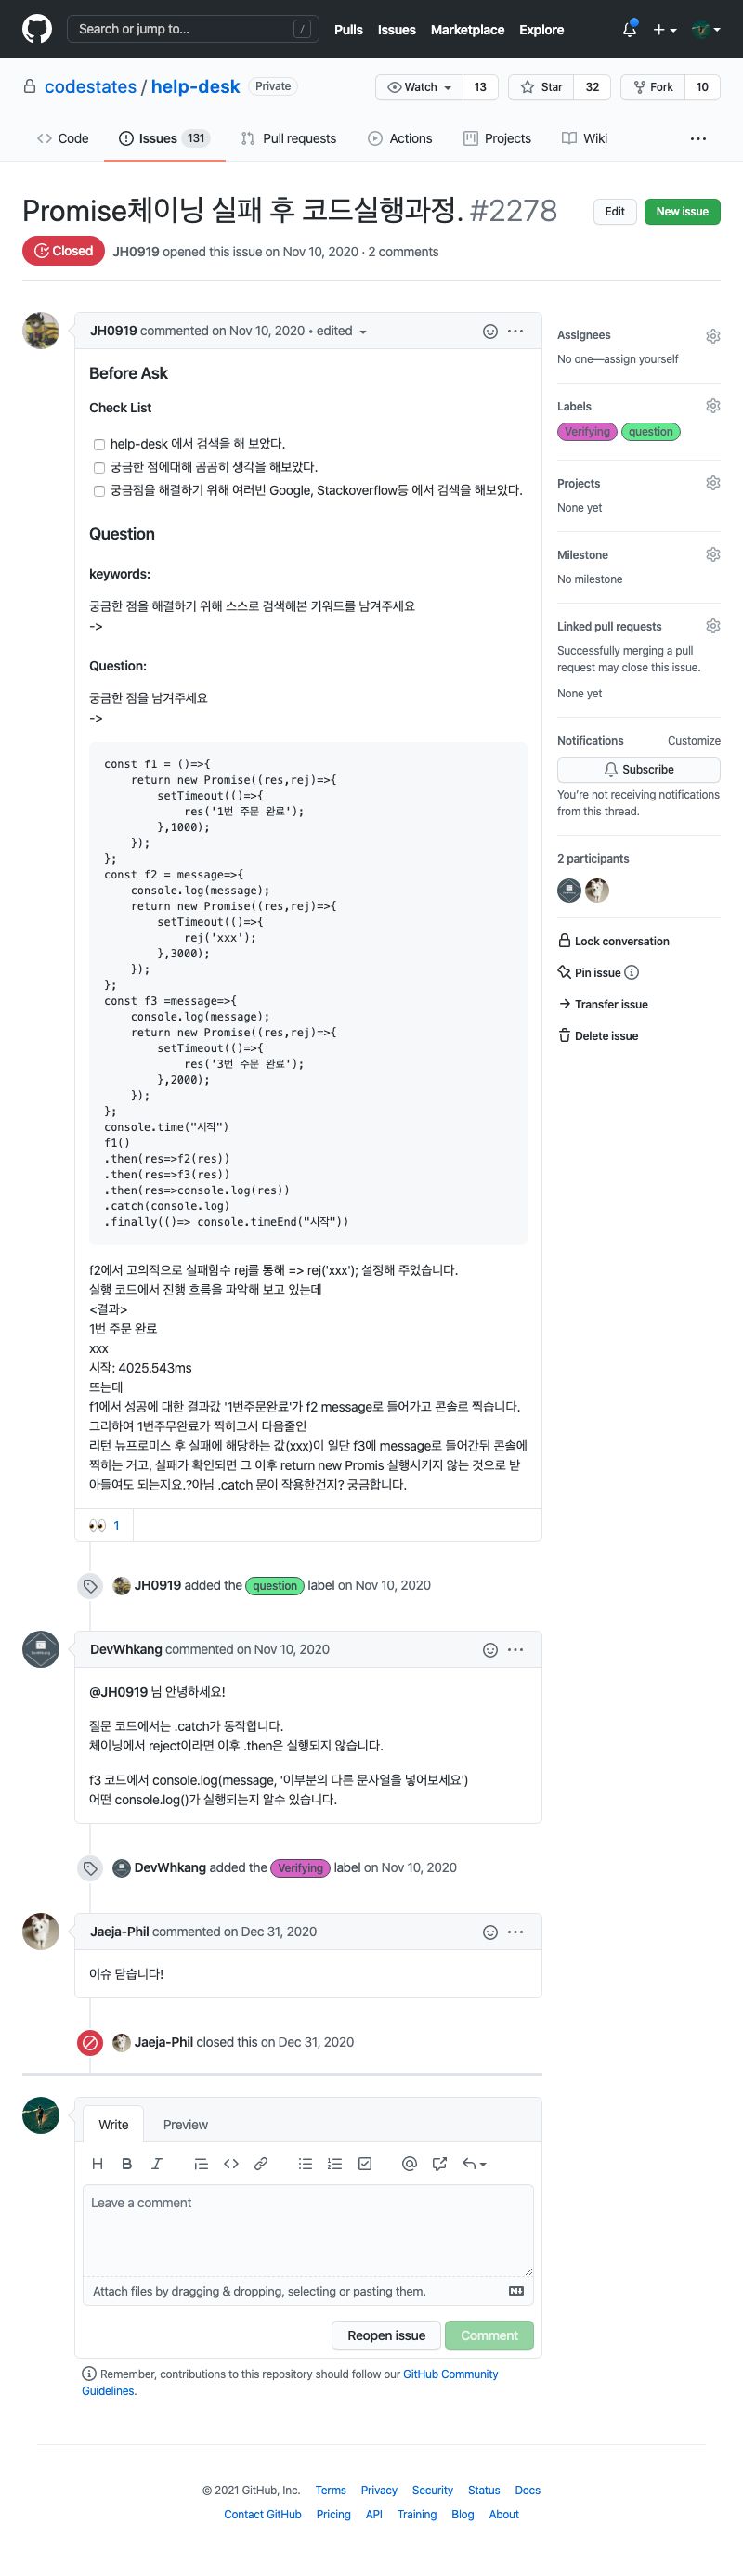 Search or jump to... /
Pulls Issues Marketplace Explore
codestates / help-desk Private
Watch 13 Star 32 Fork 10
Code Issues 131 Pull requests Actions Projects Wiki
Promise체이닝 실패 후 코드실행과정. #2278
Edit New issue
Closed JH0919 opened this issue on Nov 10, 2020 · 2 comments
JH0919 commented on Nov 10, 2020 • edited
Before Ask
Check List
help-desk 에서 검색을 해 보았다.
궁금한 점에대해 곰곰히 생각을 해보았다.
궁금점을 해결하기 위해 여러번 Google, Stackoverflow등 에서 검색을 해보았다.
Question
keywords:
궁금한 점을 해결하기 위해 스스로 검색해본 키워드를 남겨주세요
->
Question:
궁금한 점을 남겨주세요
->
const f1 = ()=>{
    return new Promise((res,rej)=>{
        setTimeout(()=>{
            res('1번 주문 완료');
        },1000);
    });
};
const f2 = message=>{
    console.log(message);
    return new Promise((res,rej)=>{
        setTimeout(()=>{
            rej('xxx');
        },3000);
    });
};
const f3 =message=>{
    console.log(message);
    return new Promise((res,rej)=>{
        setTimeout(()=>{
            res('3번 주문 완료');
        },2000);
    });
};
console.time("시작")
f1()
.then(res=>f2(res))
.then(res=>f3(res))
.then(res=>console.log(res))
.catch(console.log)
.finally(()=> console.timeEnd("시작"))
f2에서 고의적으로 실패함수 rej를 통해 => rej('xxx'); 설정해 주었습니다.
실행 코드에서 진행 흐름을 파악해 보고 있는데
<결과>
1번 주문 완료
xxx
시작: 4025.543ms
뜨는데
f1에서 성공에 대한 결과값 '1번주문완료'가 f2 message로 들어가고 콘솔로 찍습니다.
그리하여 1번주무완료가 찍히고서 다음줄인
리턴 뉴프로미스 후 실패에 해당하는 값(xxx)이 일단 f3에 message로 들어간뒤 콘솔에
찍히는 거고, 실패가 확인되면 그 이후 return new Promis 실행시키지 않는 것으로 받
아들여도 되는지요.?아님 .catch 문이 작용한건지? 궁금합니다.
👀 1
JH0919 added the question label on Nov 10, 2020
DevWhkang commented on Nov 10, 2020
@JH0919 님 안녕하세요!
질문 코드에서는 .catch가 동작합니다.
체이닝에서 reject이라면 이후 .then은 실행되지 않습니다.
f3 코드에서 console.log(message, '이부분의 다른 문자열을 넣어보세요')
어떤 console.log()가 실행되는지 알수 있습니다.
DevWhkang added the Verifying label on Nov 10, 2020
Jaeja-Phil commented on Dec 31, 2020
이슈 닫습니다!
Jaeja-Phil closed this on Dec 31, 2020
Write Preview
Leave a comment
Attach files by dragging & dropping, selecting or pasting them.
Reopen issue Comment
Remember, contributions to this repository should follow our GitHub Community
Guidelines.
Assignees
No one—assign yourself
Labels
Verifying question
Projects
None yet
Milestone
No milestone
Linked pull requests
Successfully merging a pull
request may close this issue.
None yet
Notifications Customize
Subscribe
You're not receiving notifications
from this thread.
2 participants
Lock conversation
Pin issue
Transfer issue
Delete issue
© 2021 GitHub, Inc. Terms Privacy Security Status Docs
Contact GitHub Pricing API Training Blog About